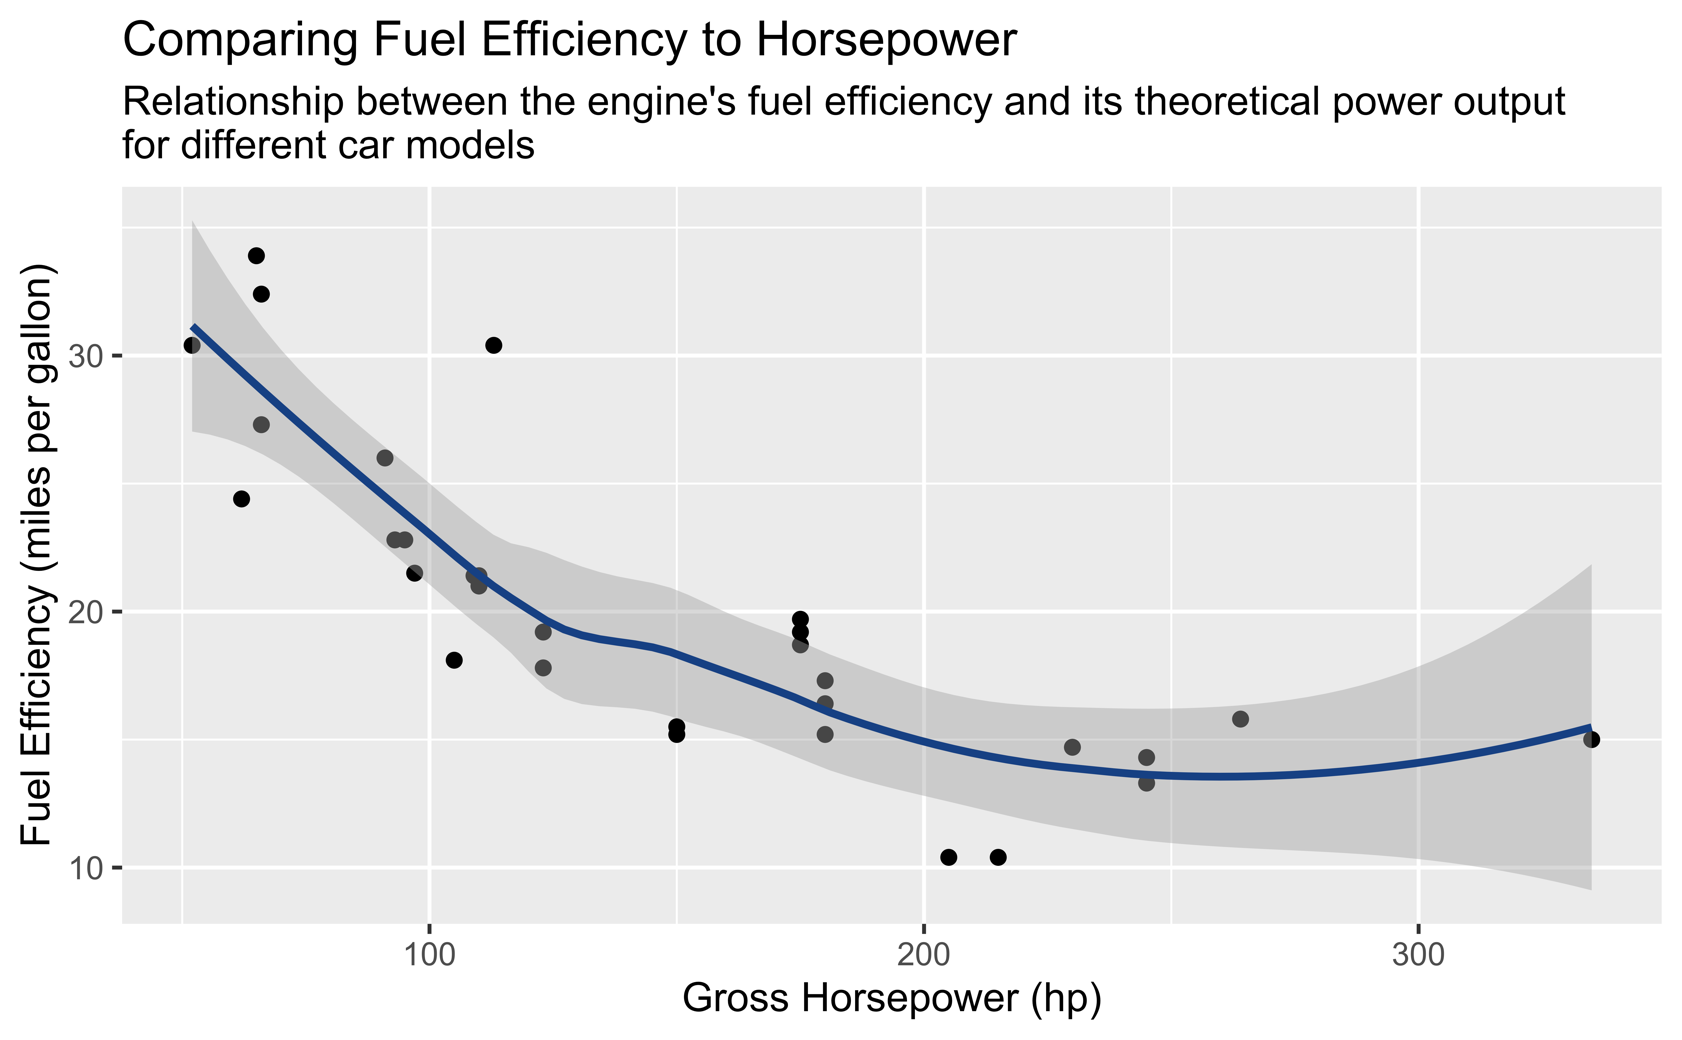 Comparing Fuel Efficiency to Horsepower
Relationship between the engine's fuel efficiency and its theoretical power output
for different car models
Fuel Efficiency (miles per gallon)
30
20
10
100
200
300
Gross Horsepower (hp)